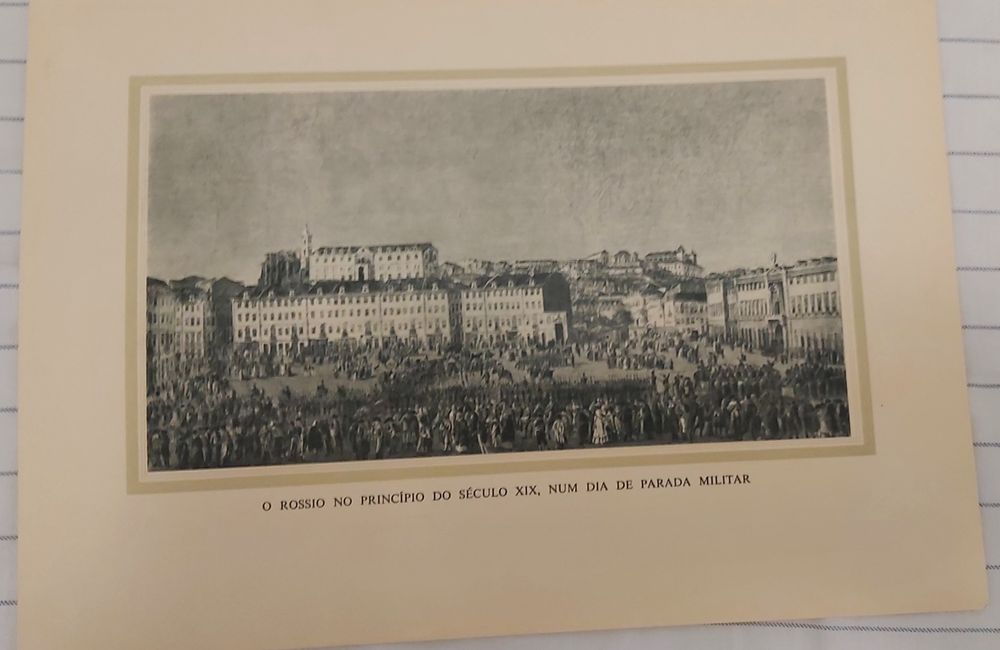 O ROSSIO NO PRINCÍPIO DO SÉCULO XIX, NUM DIA DE PARADA MILITAR